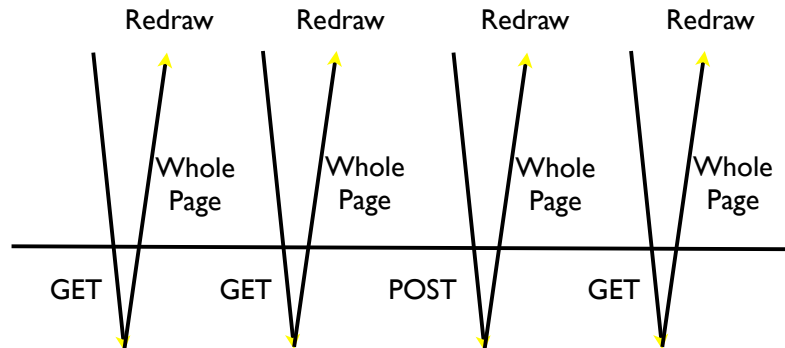 Redraw Redraw Redraw Redraw
Whole Whole Whole Whole
Page Page Page Page
GET GET POST GET